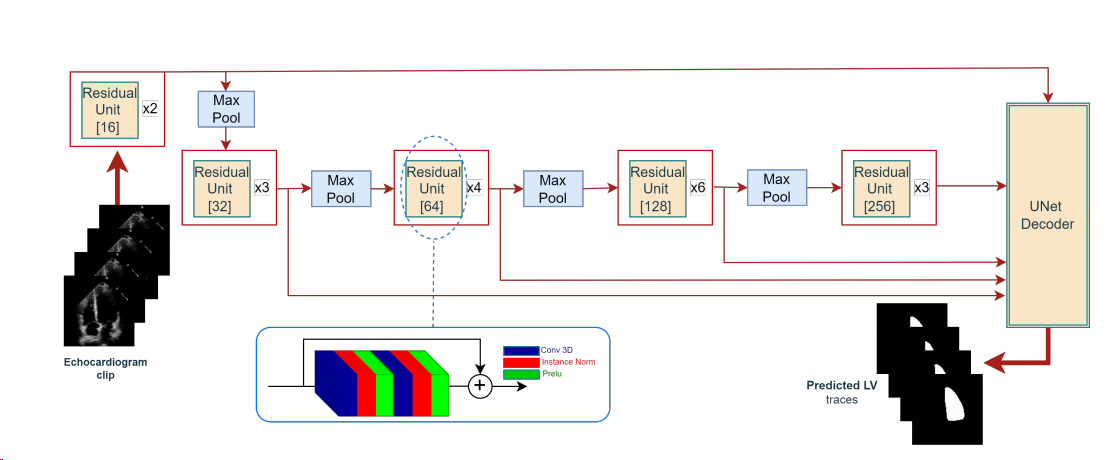 Residual
Unit
[16]
x2
Max
Pool
Residual
Unit
[32]
x3
Max
Pool
Residual
Unit
[64]
x4
Max
Pool
Residual
Unit
[128]
x6
Max
Pool
Residual
Unit
[256]
x3
UNet
Decoder
Echocardiogram
clip
Conv 3D
Instance Norm
Prelu
+
Predicted LV
traces